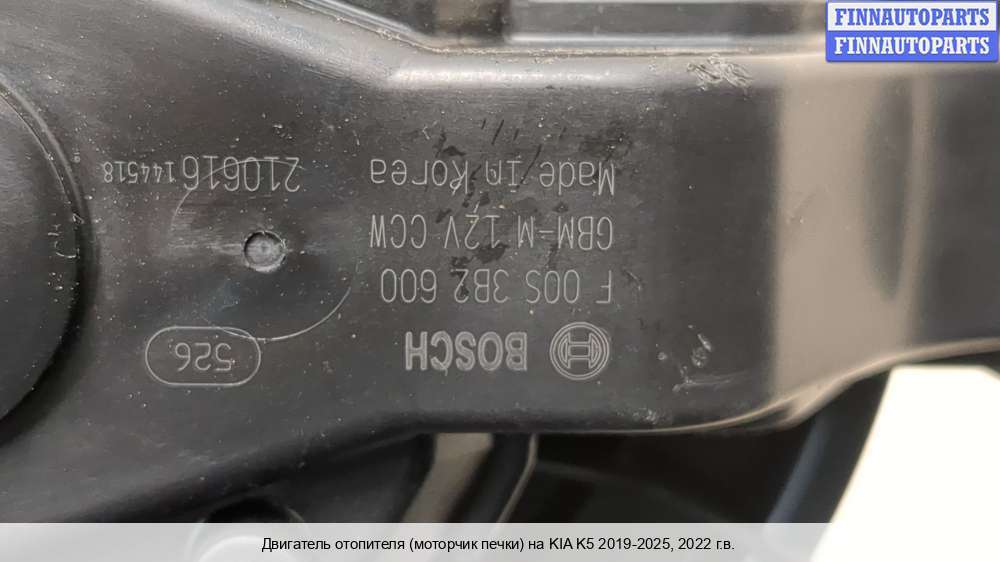 FINNAUTOPARTS
FINNAUTOPARTS
BOSCH
F 00S 3B2 600
GBM-M 12V CCW
Made in Korea
526
210616 144518
Двигатель отопителя (моторчик печки) на KIA K5 2019-2025, 2022 г.в.